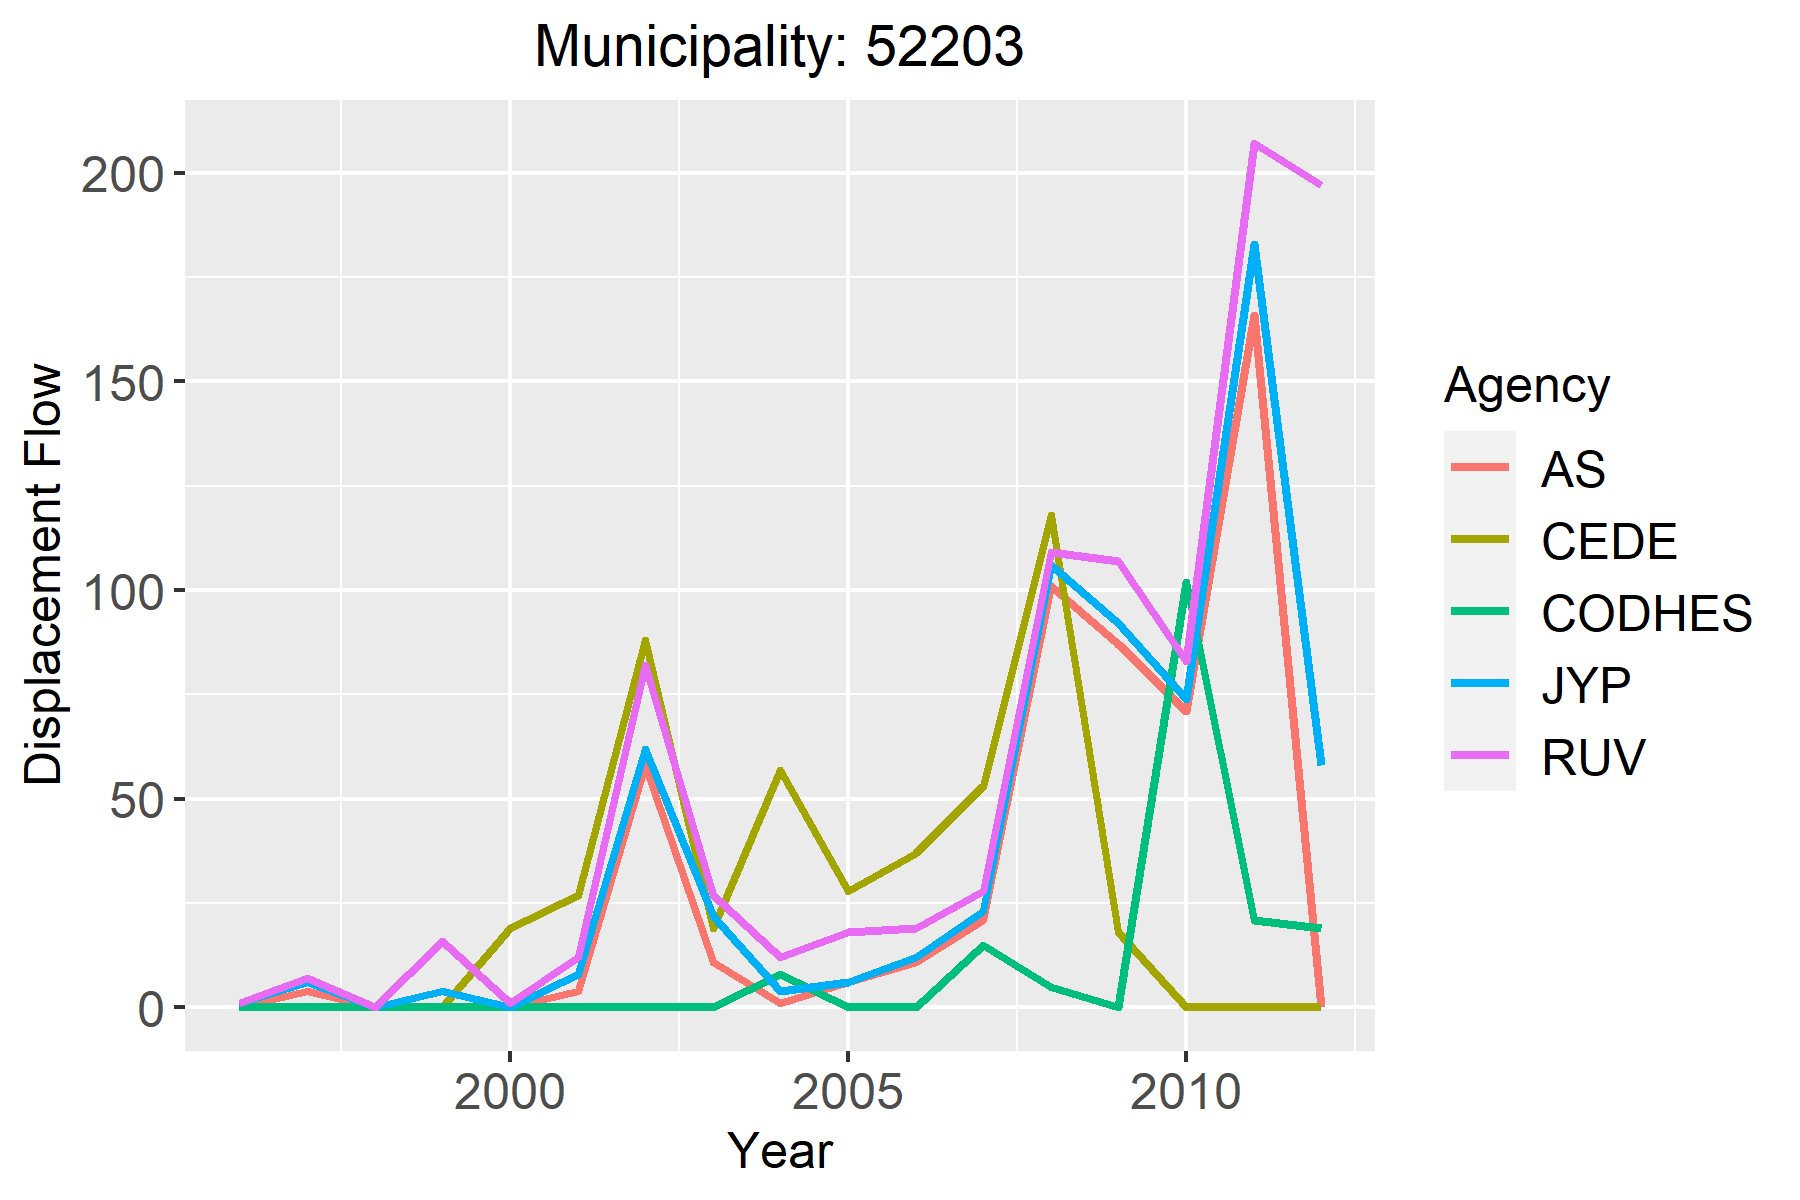 Municipality: 52203
Displacement Flow
200
150
100
50
0
2000 2005 2010
Year
Agency
AS
CEDE
CODHES
JYP
RUV